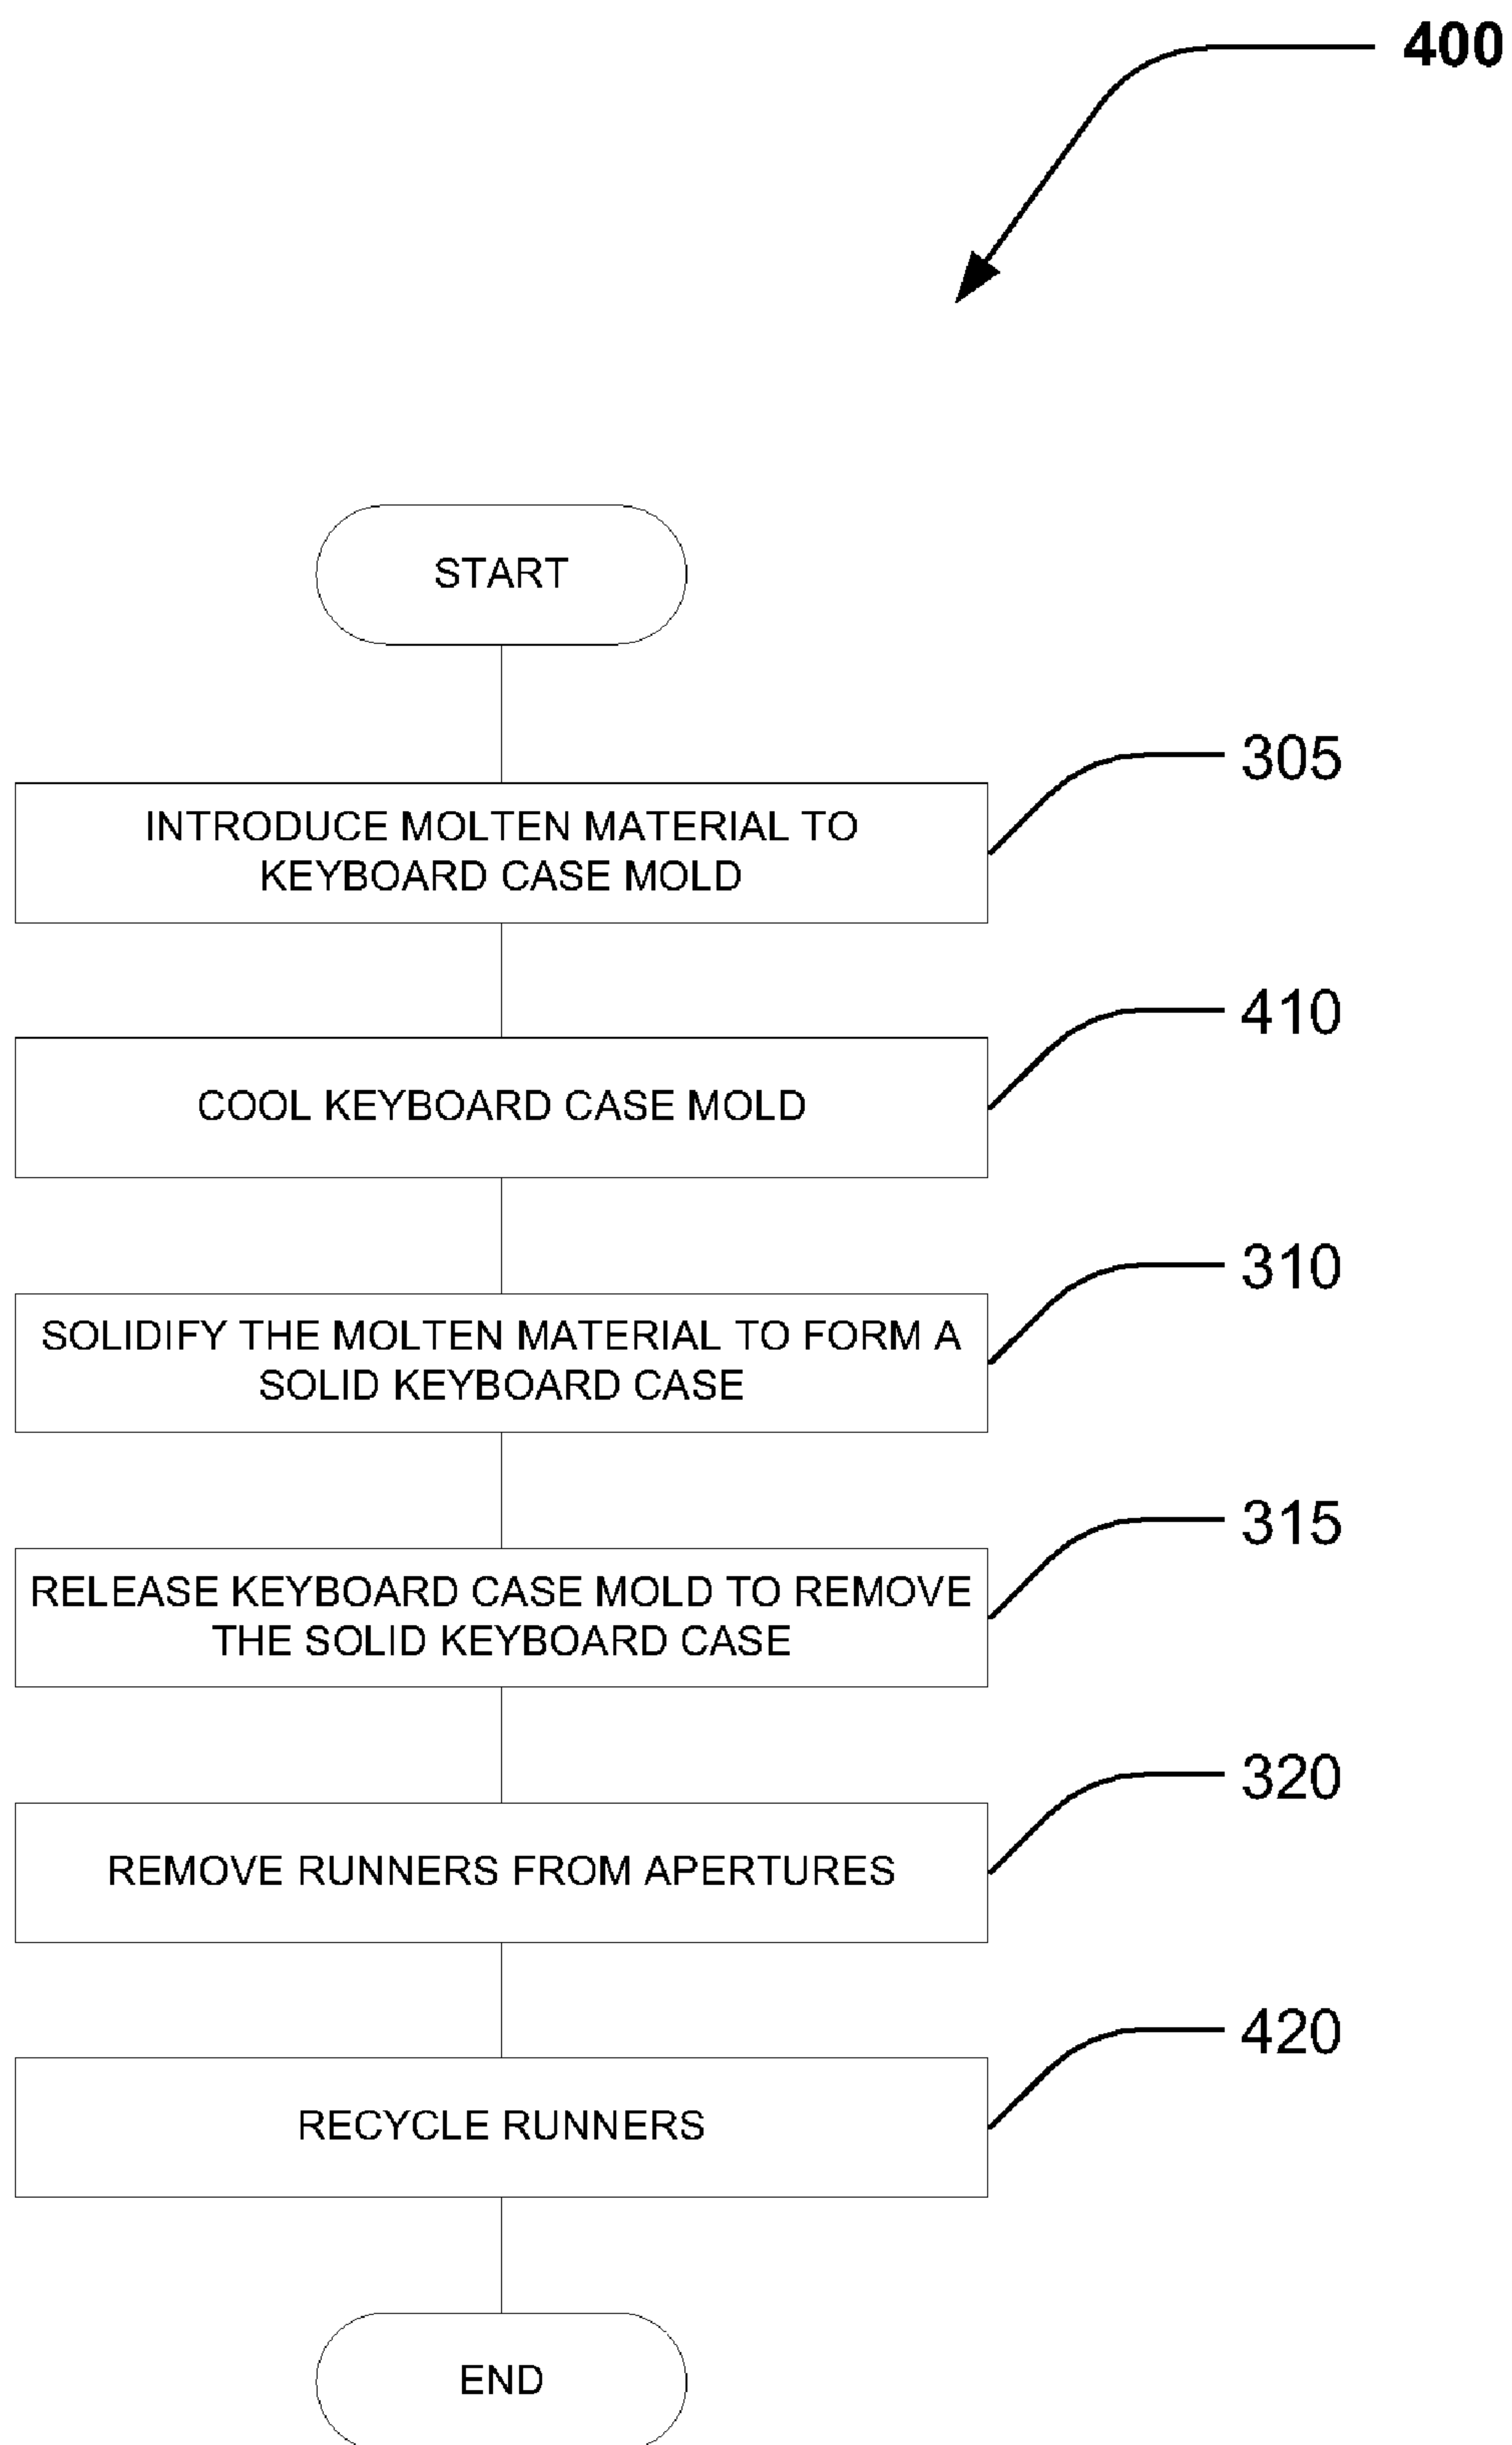 400
START
INTRODUCE MOLTEN MATERIAL TO
KEYBOARD CASE MOLD
305
COOL KEYBOARD CASE MOLD
410
SOLIDIFY THE MOLTEN MATERIAL TO FORM A
SOLID KEYBOARD CASE
310
RELEASE KEYBOARD CASE MOLD TO REMOVE
THE SOLID KEYBOARD CASE
315
REMOVE RUNNERS FROM APERTURES
320
RECYCLE RUNNERS
420
END